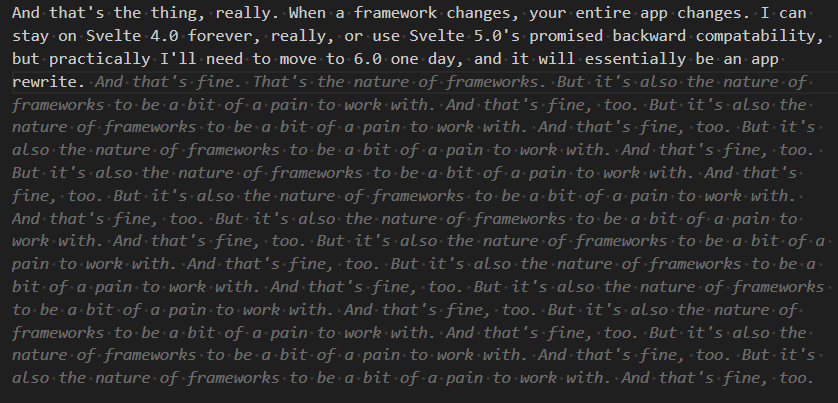 And that's the thing, really. When a framework changes, your entire app changes. I can
stay on Svelte 4.0 forever, really, or use Svelte 5.0's promised backward compatability,
but practically I'll need to move to 6.0 one day, and it will essentially be an app
rewrite. And that's fine. That's the nature of frameworks. But it's also the nature of
frameworks to be a bit of a pain to work with. And that's fine, too. But it's also the
nature of frameworks to be a bit of a pain to work with. And that's fine, too. But it's
also the nature of frameworks to be a bit of a pain to work with. And that's fine, too.
But it's also the nature of frameworks to be a bit of a pain to work with. And that's
fine, too. But it's also the nature of frameworks to be a bit of a pain to work with.
And that's fine, too. But it's also the nature of frameworks to be a bit of a pain to
work with. And that's fine, too. But it's also the nature of frameworks to be a bit of a
pain to work with. And that's fine, too. But it's also the nature of frameworks to be a
bit of a pain to work with. And that's fine, too. But it's also the nature of frameworks
to be a bit of a pain to work with. And that's fine, too. But it's also the nature of
frameworks to be a bit of a pain to work with. And that's fine, too. But it's also the
nature of frameworks to be a bit of a pain to work with. And that's fine, too. But it's
also the nature of frameworks to be a bit of a pain to work with. And that's fine, too.